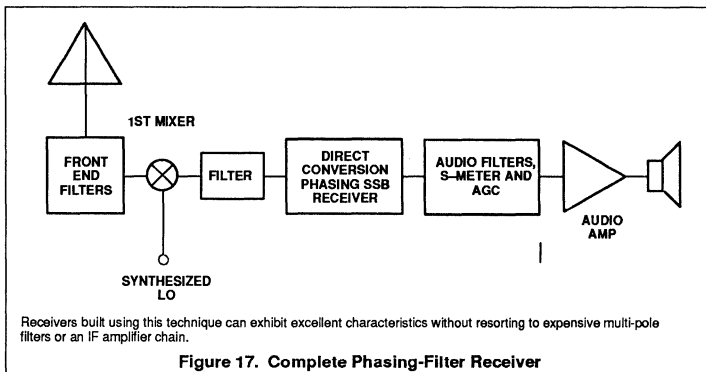 1ST MIXER
FRONT
END
FILTERS
FILTER
DIRECT
CONVERSION
PHASING SSB
RECEIVER
AUDIO FILTERS,
S–METER AND
AGC
AUDIO
AMP
SYNTHESIZED
LO
Receivers built using this technique can exhibit excellent characteristics without resorting to expensive multi-pole
filters or an IF amplifier chain.
Figure 17. Complete Phasing-Filter Receiver